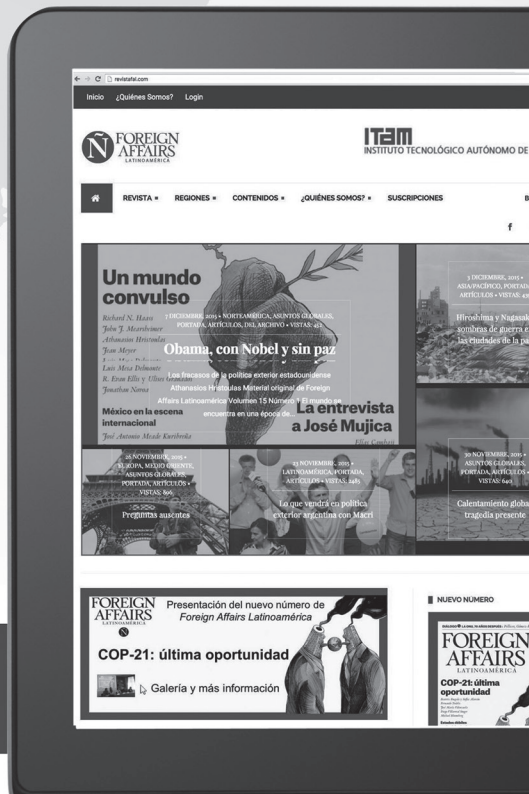 revistafal.com
Inicio ¿Quiénes Somos? Login
Ñ FOREIGN
AFFAIRS
LATINOAMÉRICA
ITAM
INSTITUTO TECNOLÓGICO AUTÓNOMO DE
REVISTA REGIONES CONTENIDOS ¿QUIÉNES SOMOS? SUSCRIPCIONES
f
Un mundo
convulso
Richard N. Haass
John J. Mearsheimer
Athanasios Hristoulas
Jean Meyer
Luis Meza Delmonte
R. Evan Ellis y Ulises Granados
Jonathan Norma
México en la escena
internacional
José Antonio Meade Kuribreña
7 DICIEMBRE, 2015 • NORTEAMÉRICA, ASUNTOS GLOBALES,
PORTADA, ARTÍCULOS, DEL ARCHIVO • VISTAS:
Obama, con Nobel y sin paz
Los fracasos de la política exterior estadounidense
Athanasios Hristoulas Material original de Foreign
Affairs Latinoamérica Volumen 15 Número 1 El mundo se
encuentra en una época de...
La entrevista
a José Mujica
3 DICIEMBRE, 2015 •
ASIA/PACÍFICO, PORTADA,
ARTÍCULOS • VISTAS:
Hiroshima y Nagasaki
sombras de guerra e
las ciudades de la pa
26 NOVIEMBRE, 2015 •
EUROPA, MEDIO ORIENTE,
ASUNTOS GLOBALES,
PORTADA, ARTÍCULOS •
VISTAS: 806
Preguntas ausentes
23 NOVIEMBRE, 2015 •
LATINOAMÉRICA, PORTADA,
ARTÍCULOS • VISTAS: 2485
Lo que vendrá en política
exterior argentina con Macri
30 NOVIEMBRE, 2015 •
ASUNTOS GLOBALES,
PORTADA, ARTÍCULOS •
VISTAS: 640
Calentamiento globa
tragedia presente
FOREIGN
AFFAIRS
LATINOAMÉRICA
Ñ
Presentación del nuevo número de
Foreign Affairs Latinoamérica
COP-21: última oportunidad
Galería y más información
NUEVO NÚMERO
FOREIGN
AFFAIRS
LATINOAMÉRICA
COP-21: última
oportunidad